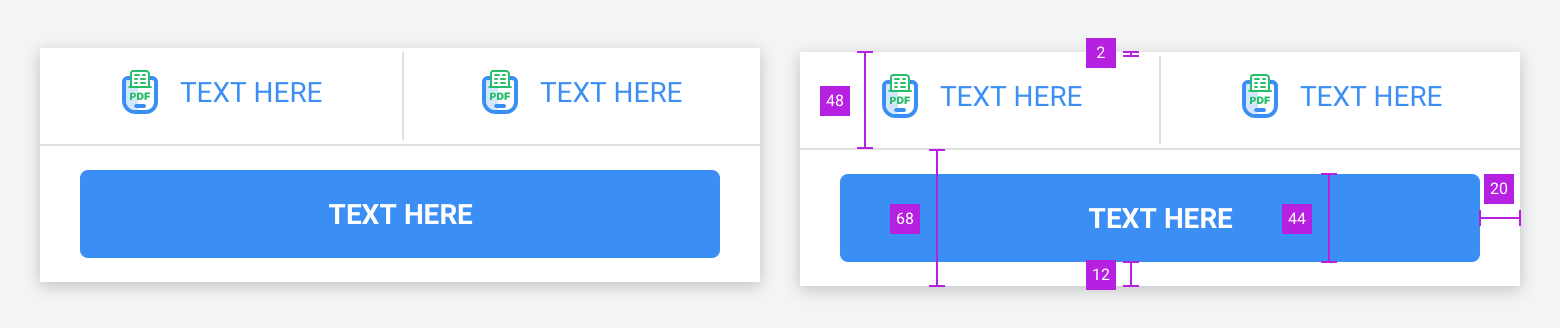 PDF TEXT HERE PDF TEXT HERE
TEXT HERE
2
48 PDF TEXT HERE PDF TEXT HERE
20
68 TEXT HERE 44
12